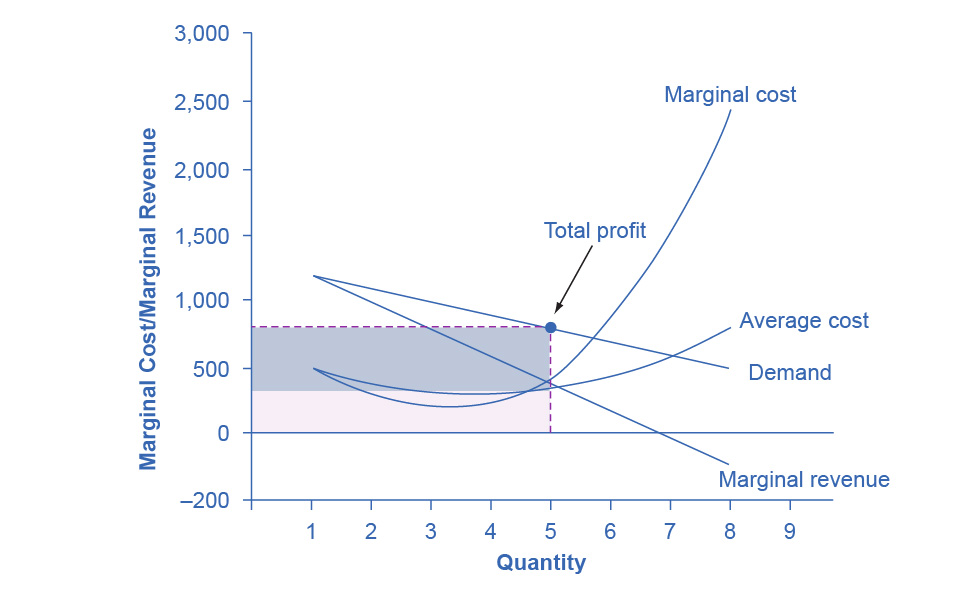 3,000
2,500
2,000
1,500
1,000
500
0
–200
Marginal Cost/Marginal Revenue
Marginal cost
Total profit
Average cost
Demand
Marginal revenue
1 2 3 4 5 6 7 8 9
Quantity